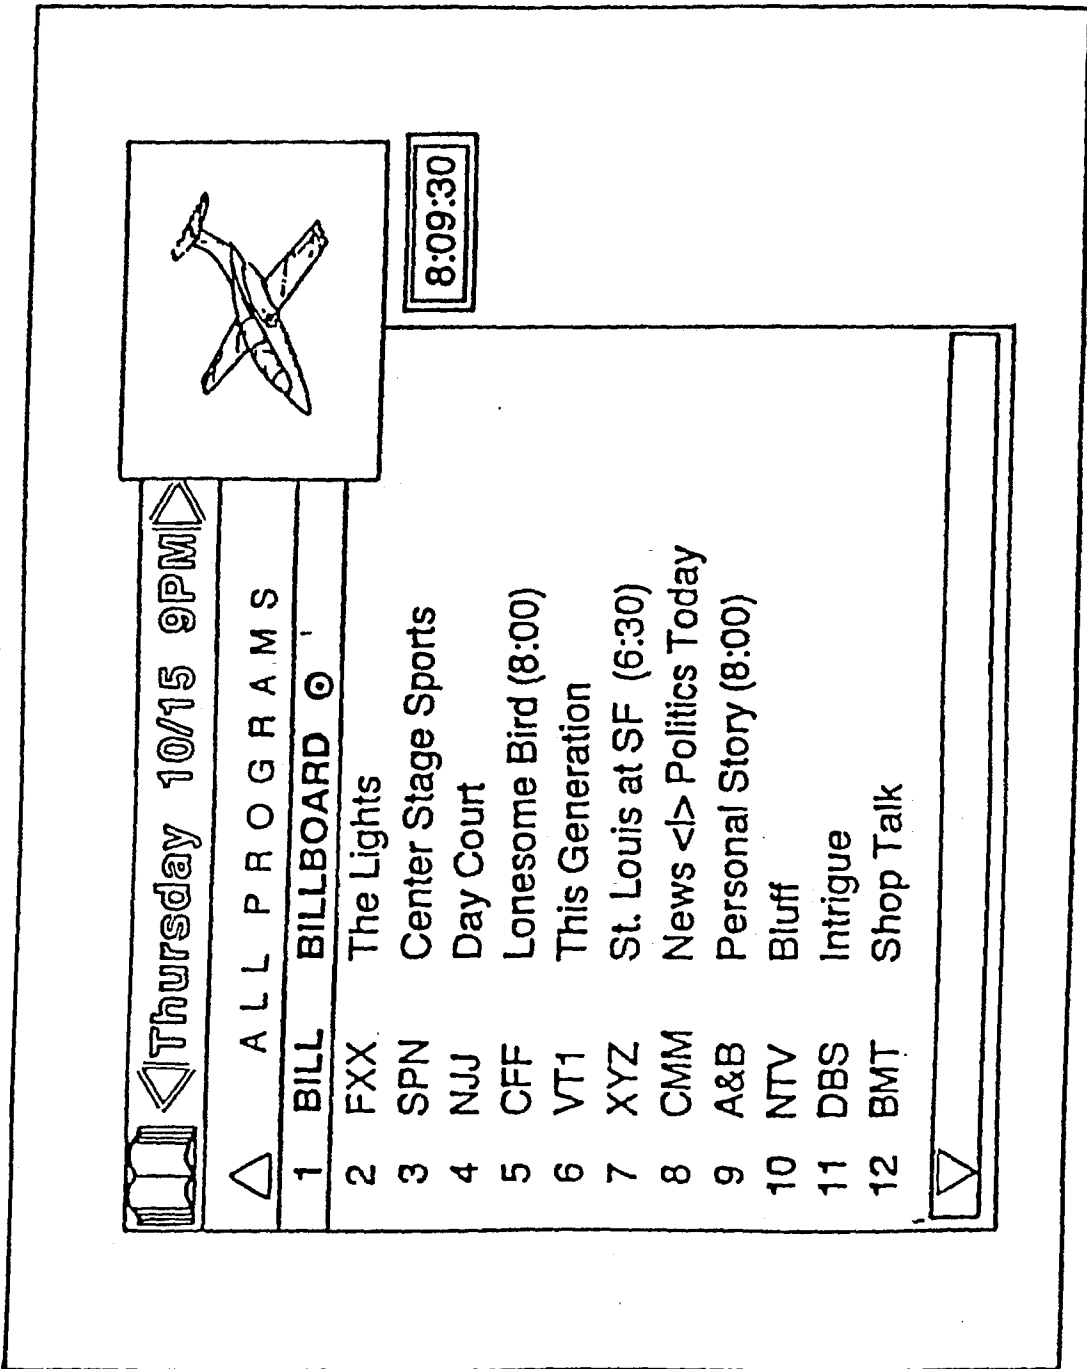 Thursday 10/15 9PM
ALL PROGRAMS
8:09:30
1 BILL BILLBOARD
2 FXX The Lights
3 SPN Center Stage Sports
4 NJJ Day Court
5 CFF Lonesome Bird (8:00)
6 VT1 This Generation
7 XYZ St. Louis at SF (6:30)
8 CMM News <|> Politics Today
9 A&B Personal Story (8:00)
10 NTV Bluff
11 DBS Intrigue
12 BMT Shop Talk